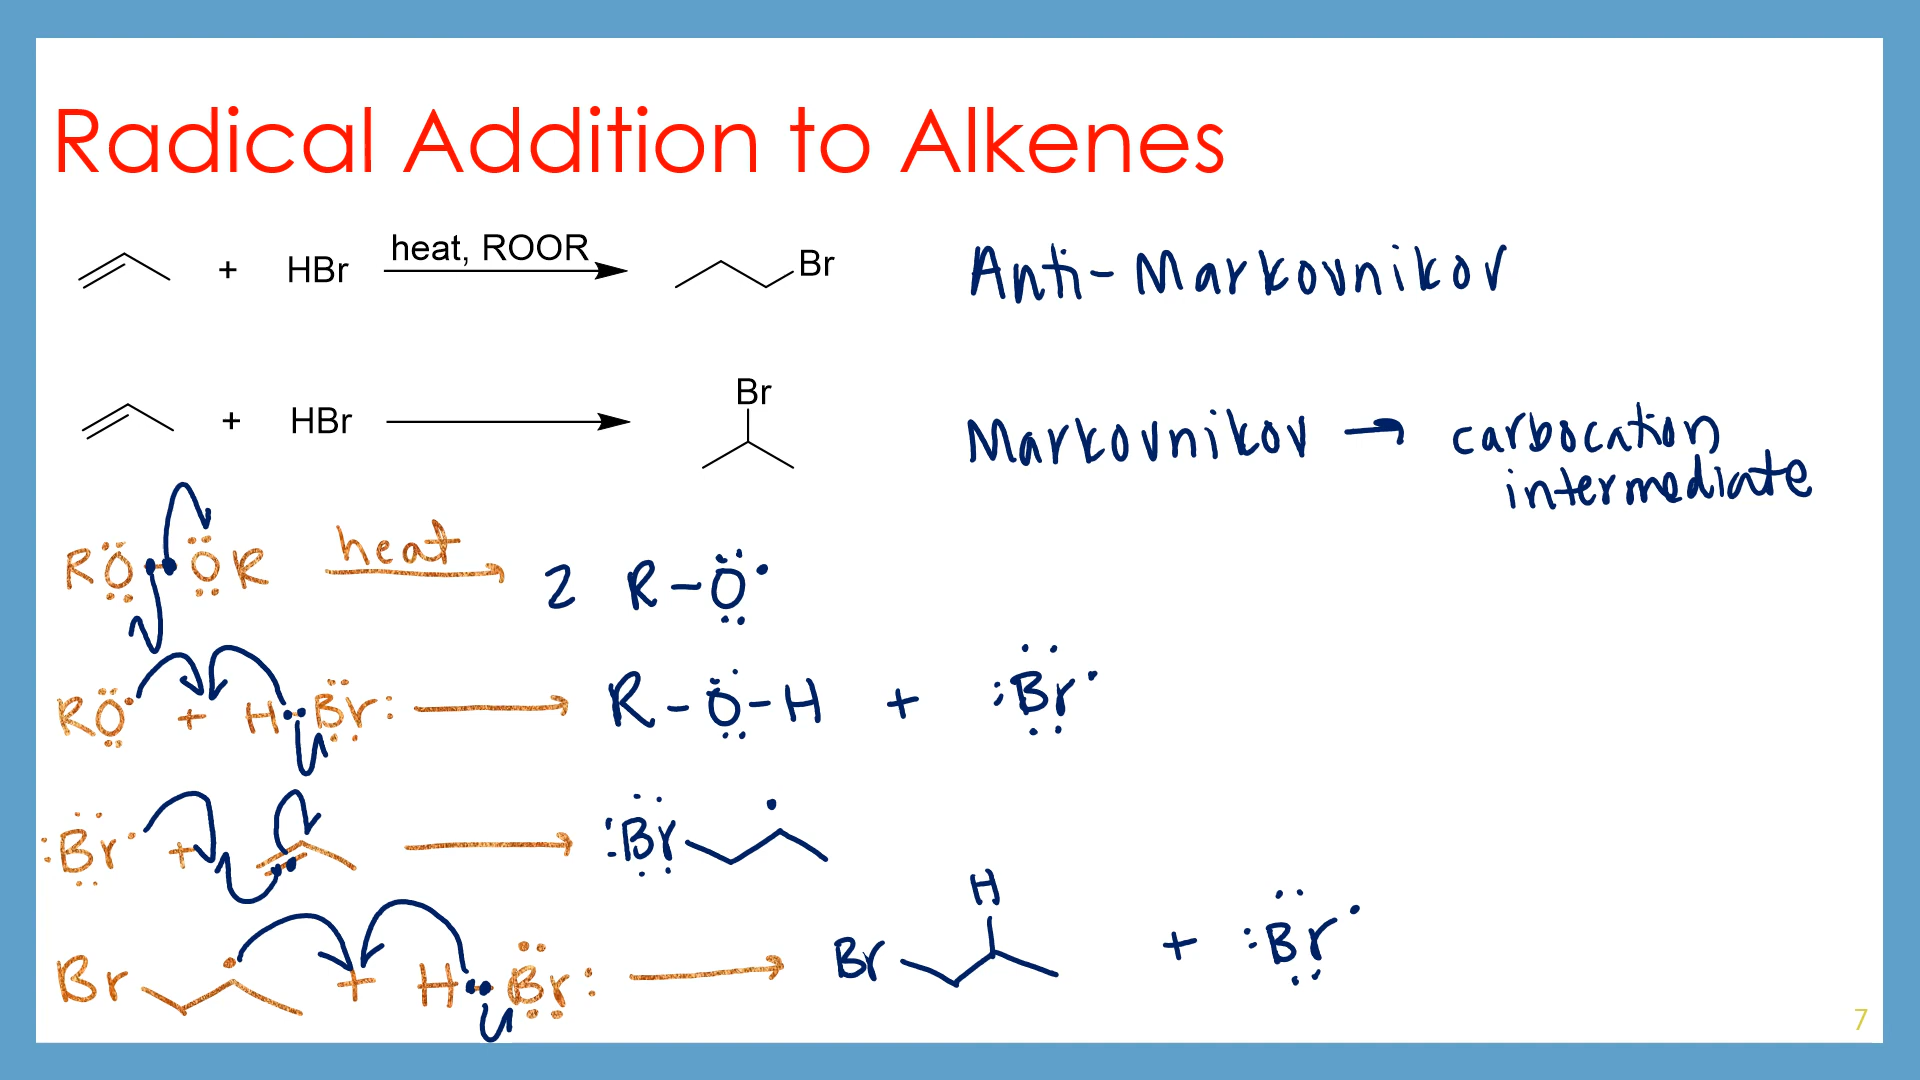 Radical Addition to Alkenes
+ HBr heat, ROOR Br Anti-Markovnikov
+ HBr Br Markovnikov → carbocation
intermediate
RÖ ÖR heat 2 R-Ö·
RÖ· + H Br: R-Ö-H + :Br·
:Br· + :Br ·
Br · + H Br: Br H + :Br·
7